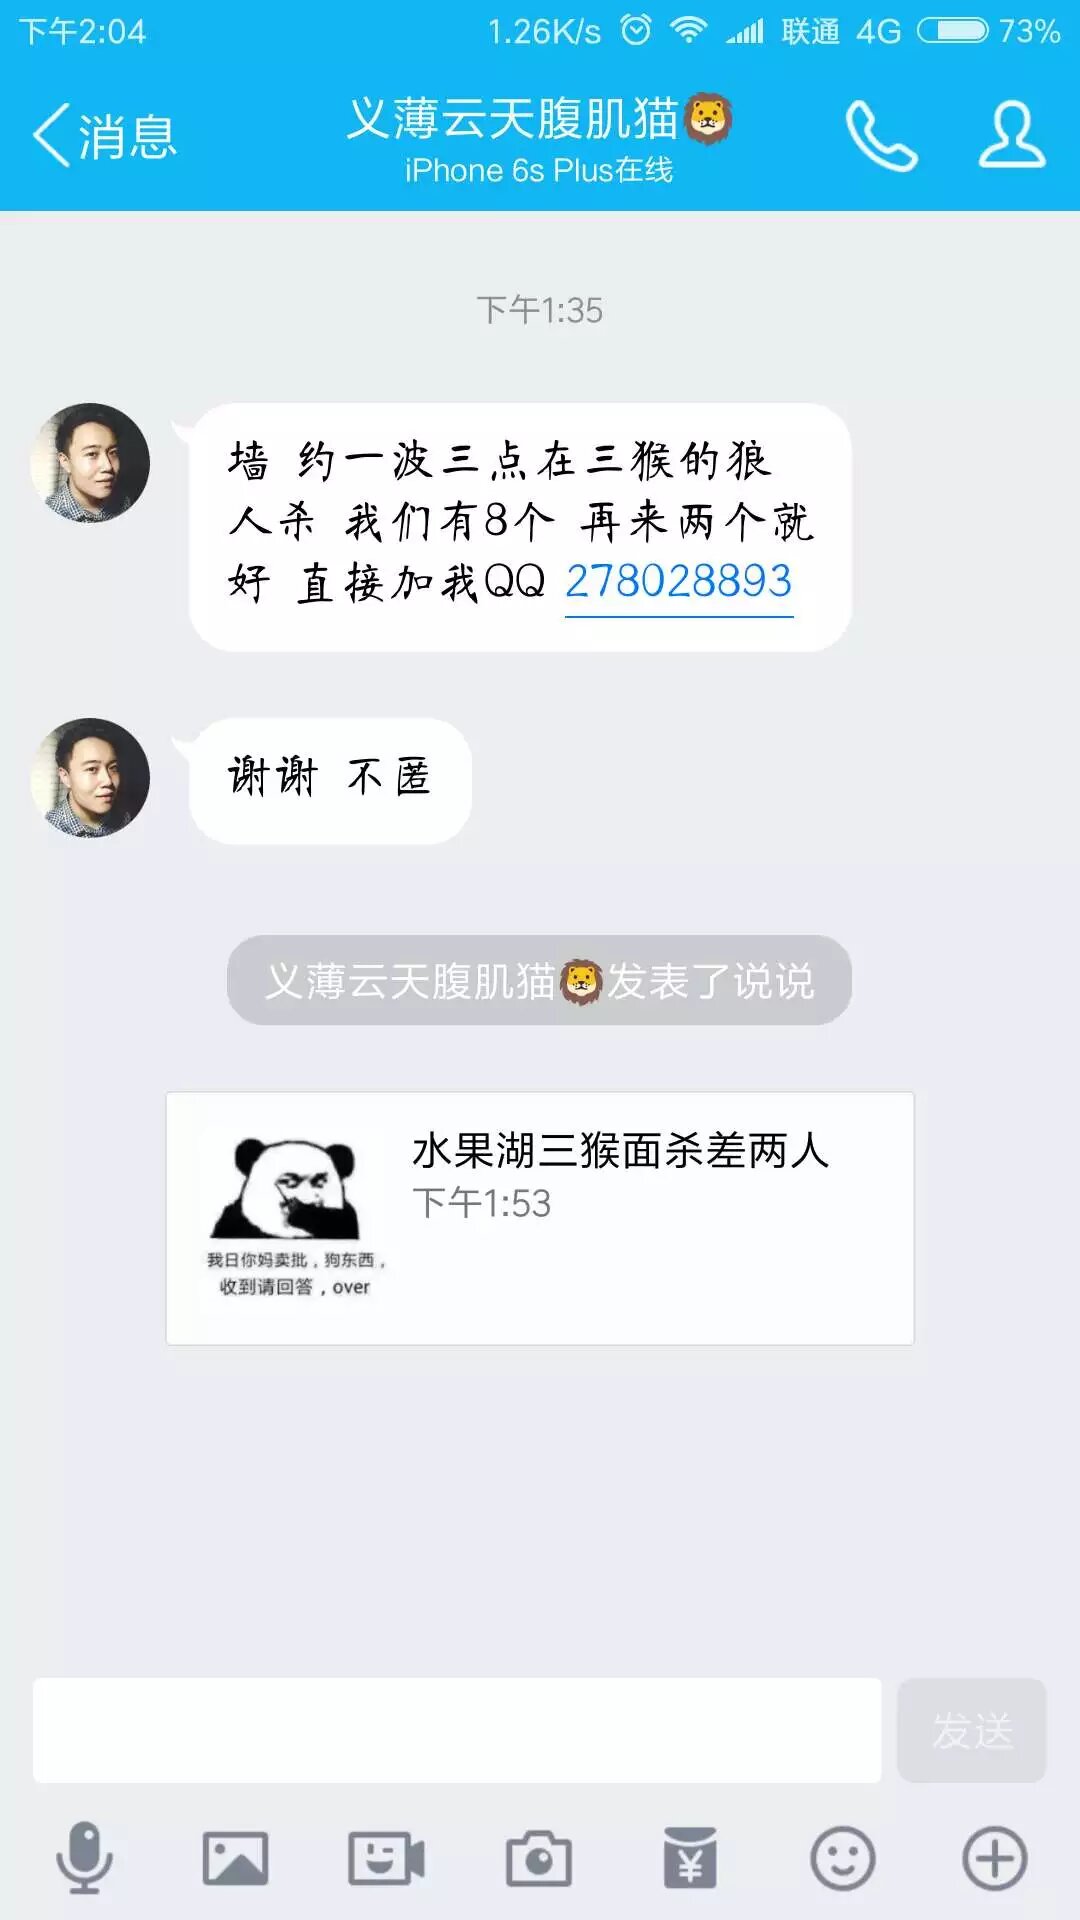 下午2:04 1.26K/s 联通 4G 73%
消息
义薄云天腹肌猫🦁
iPhone 6s Plus在线
下午1:35
墙 约一波三点在三猴的狼
人杀 我们有8个 再来两个就
好 直接加我QQ 278028893
谢谢 不匿
义薄云天腹肌猫🦁发表了说说
水果湖三猴面杀差两人
下午1:53
我日你妈卖批，狗东西，
收到请回答，over
发送